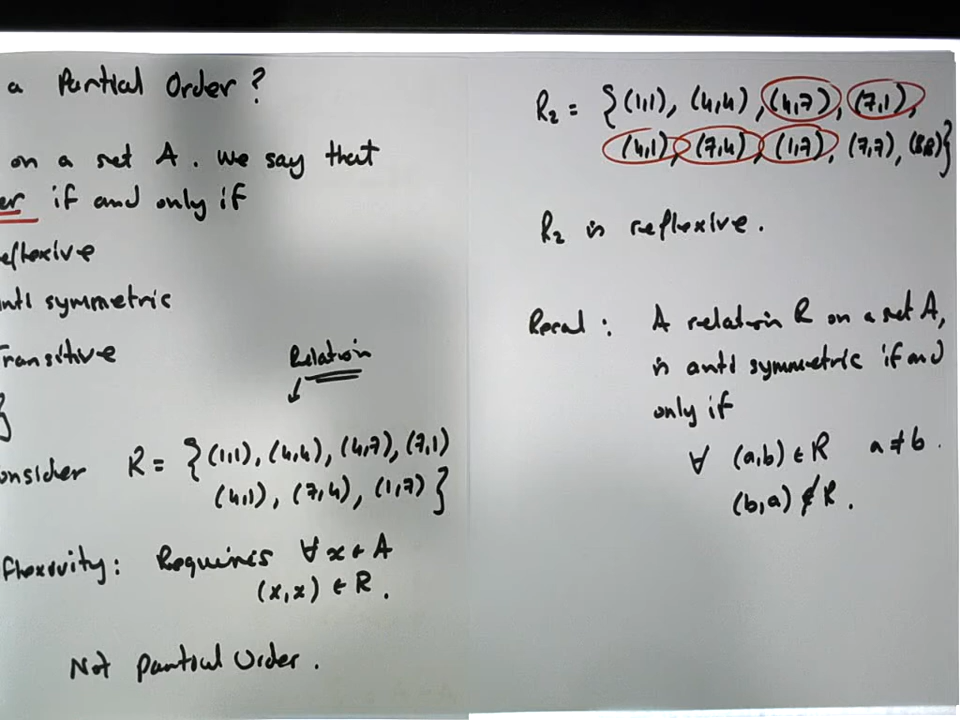 a Partial Order?
on a set A. We say that
er if and only if
eflexive
nti symmetric
Transitive
}
Relation
onsider R = {(1,1), (4,4), (4,7), (7,1)
(4,1), (7,4), (1,7)}
flexivity: Requires ∀ x ∈ A
(x,x) ∈ R.
Not partial Order.
R₂ = {(1,1), (4,4), (4,7), (7,1),
(4,1), (7,4), (1,7), (7,7), (8,8)}
R₂ is reflexive.
Recal: A relation R on a set A,
is anti symmetric if and
only if
∀ (a,b) ∈ R a ≠ b.
(b,a) ∉ R.